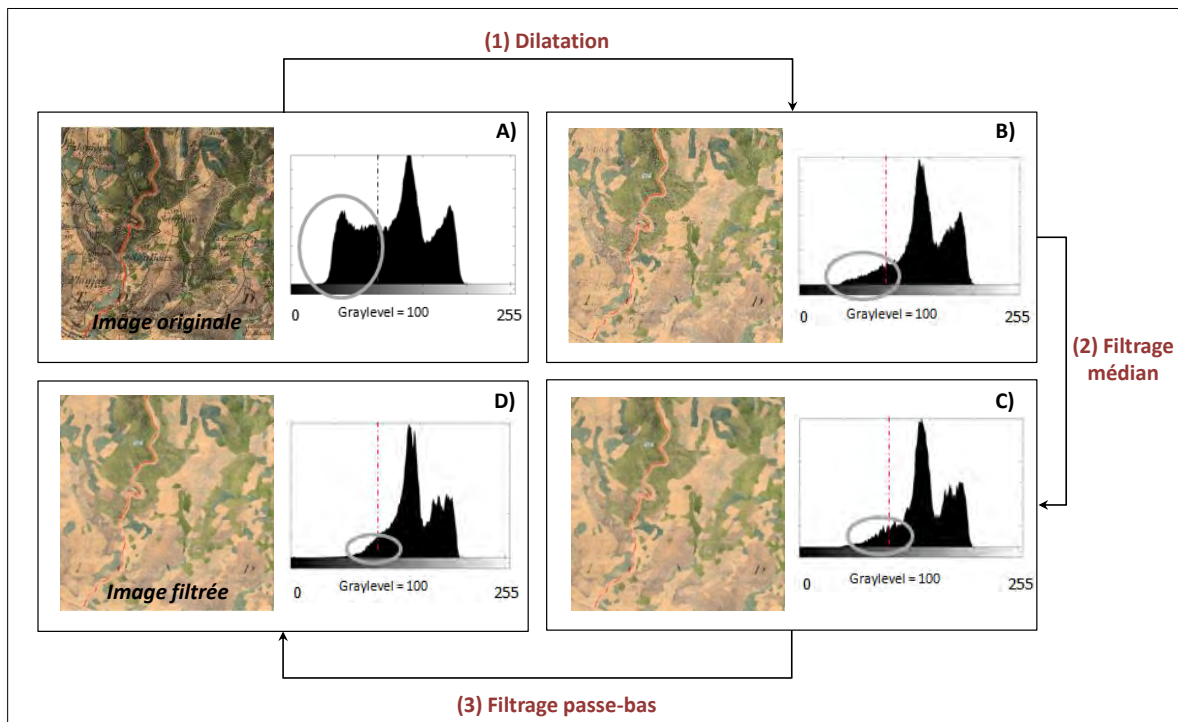 (1) Dilatation
A)
Image originale
0
Graylevel = 100
255
B)
0
Graylevel = 100
255
(2) Filtrage
médian
D)
Image filtrée
0
Graylevel = 100
255
C)
0
Graylevel = 100
255
(3) Filtrage passe-bas